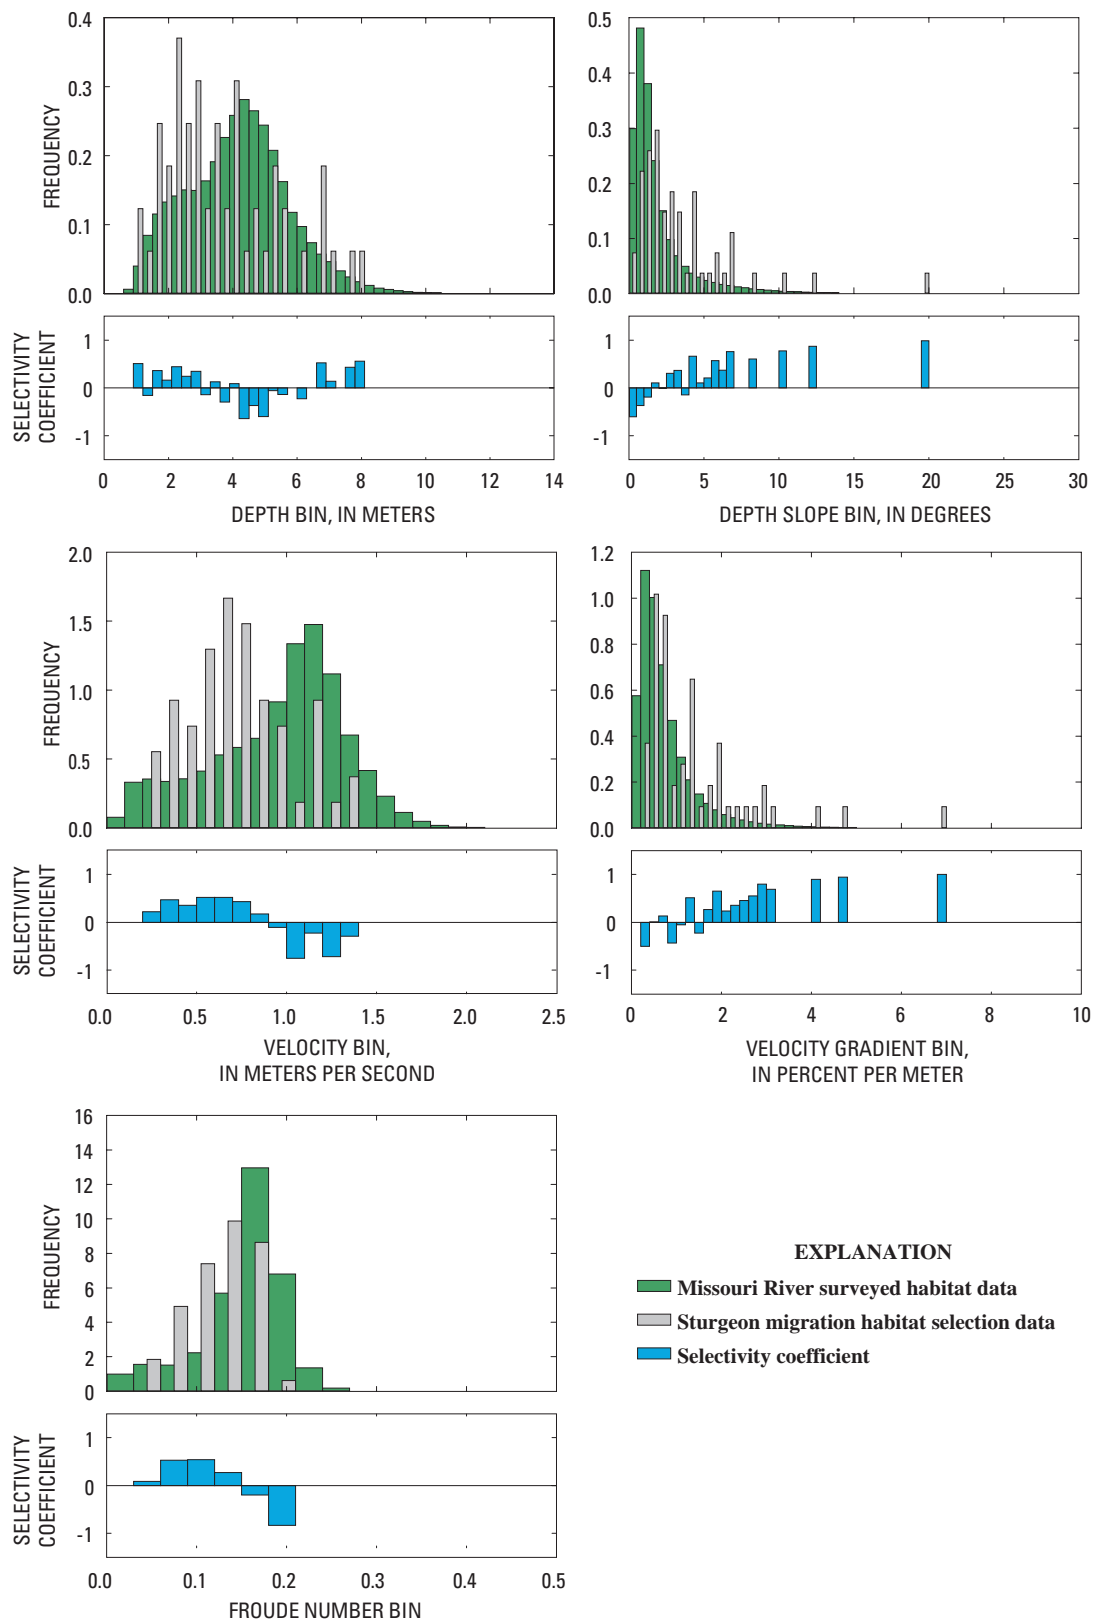 0.4
0.3
0.2
0.1
0.0
FREQUENCY
1
0
-1
SELECTIVITY
COEFFICIENT
0 2 4 6 8 10 12 14
DEPTH BIN, IN METERS
0.5
0.4
0.3
0.2
0.1
0.0
1
0
-1
0 5 10 15 20 25 30
DEPTH SLOPE BIN, IN DEGREES
2.0
1.5
1.0
0.5
0.0
FREQUENCY
1
0
-1
SELECTIVITY
COEFFICIENT
0.0 0.5 1.0 1.5 2.0 2.5
VELOCITY BIN,
IN METERS PER SECOND
1.2
1.0
0.8
0.6
0.4
0.2
0.0
1
0
-1
0 2 4 6 8 10
VELOCITY GRADIENT BIN,
IN PERCENT PER METER
16
14
12
10
8
6
4
2
0
FREQUENCY
1
0
-1
SELECTIVITY
COEFFICIENT
0.0 0.1 0.2 0.3 0.4 0.5
FROUDE NUMBER BIN
EXPLANATION
Missouri River surveyed habitat data
Sturgeon migration habitat selection data
Selectivity coefficient